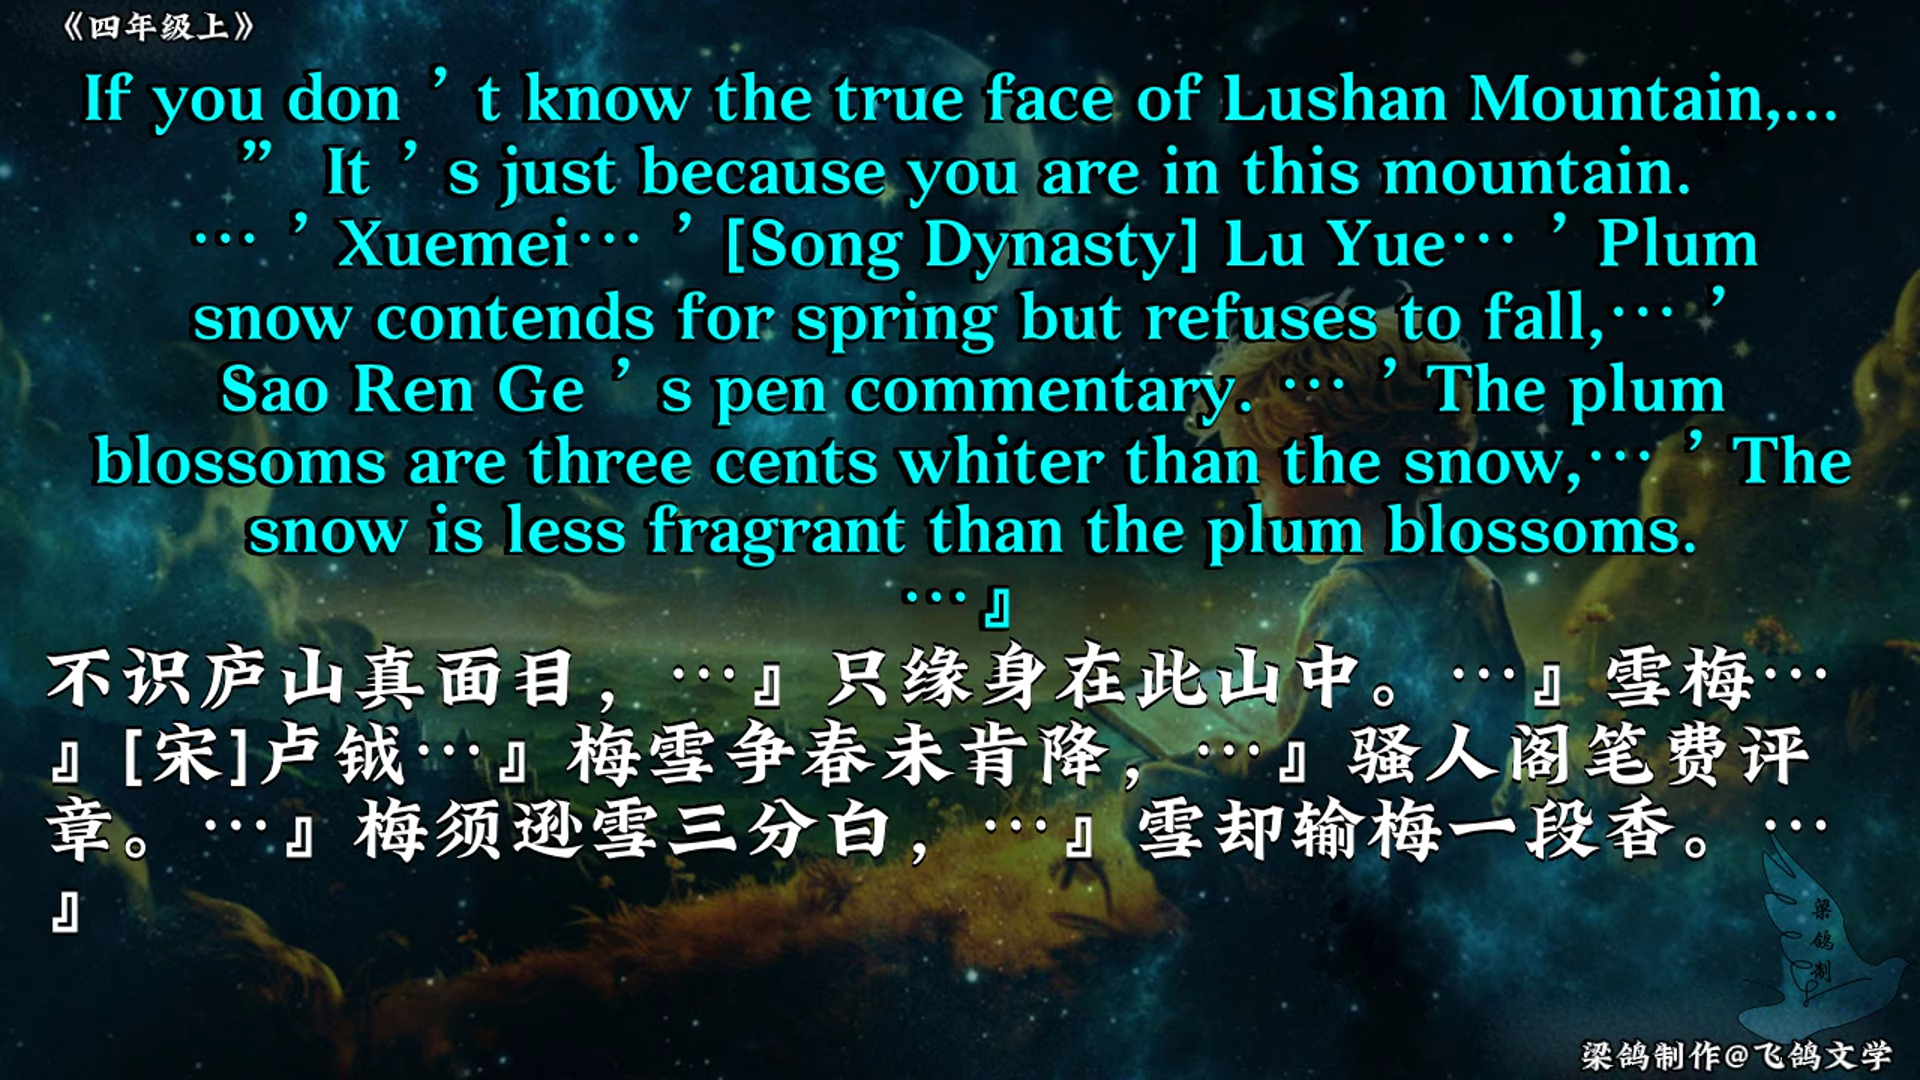 《四年级上》
If you don ’ t know the true face of Lushan Mountain,...
” It ’ s just because you are in this mountain.
… ’ Xuemei… ’ [Song Dynasty] Lu Yue… ’ Plum
snow contends for spring but refuses to fall,… ’
Sao Ren Ge ’ s pen commentary. … ’ The plum
blossoms are three cents whiter than the snow,… ’ The
snow is less fragrant than the plum blossoms.
…』
不识庐山真面目，…』只缘身在此山中。…』雪梅…
』[宋]卢钺…』梅雪争春未肯降，…』骚人阁笔费评
章。…』梅须逊雪三分白，…』雪却输梅一段香。…
』
梁鸽制
梁鸽制作@飞鸽文学